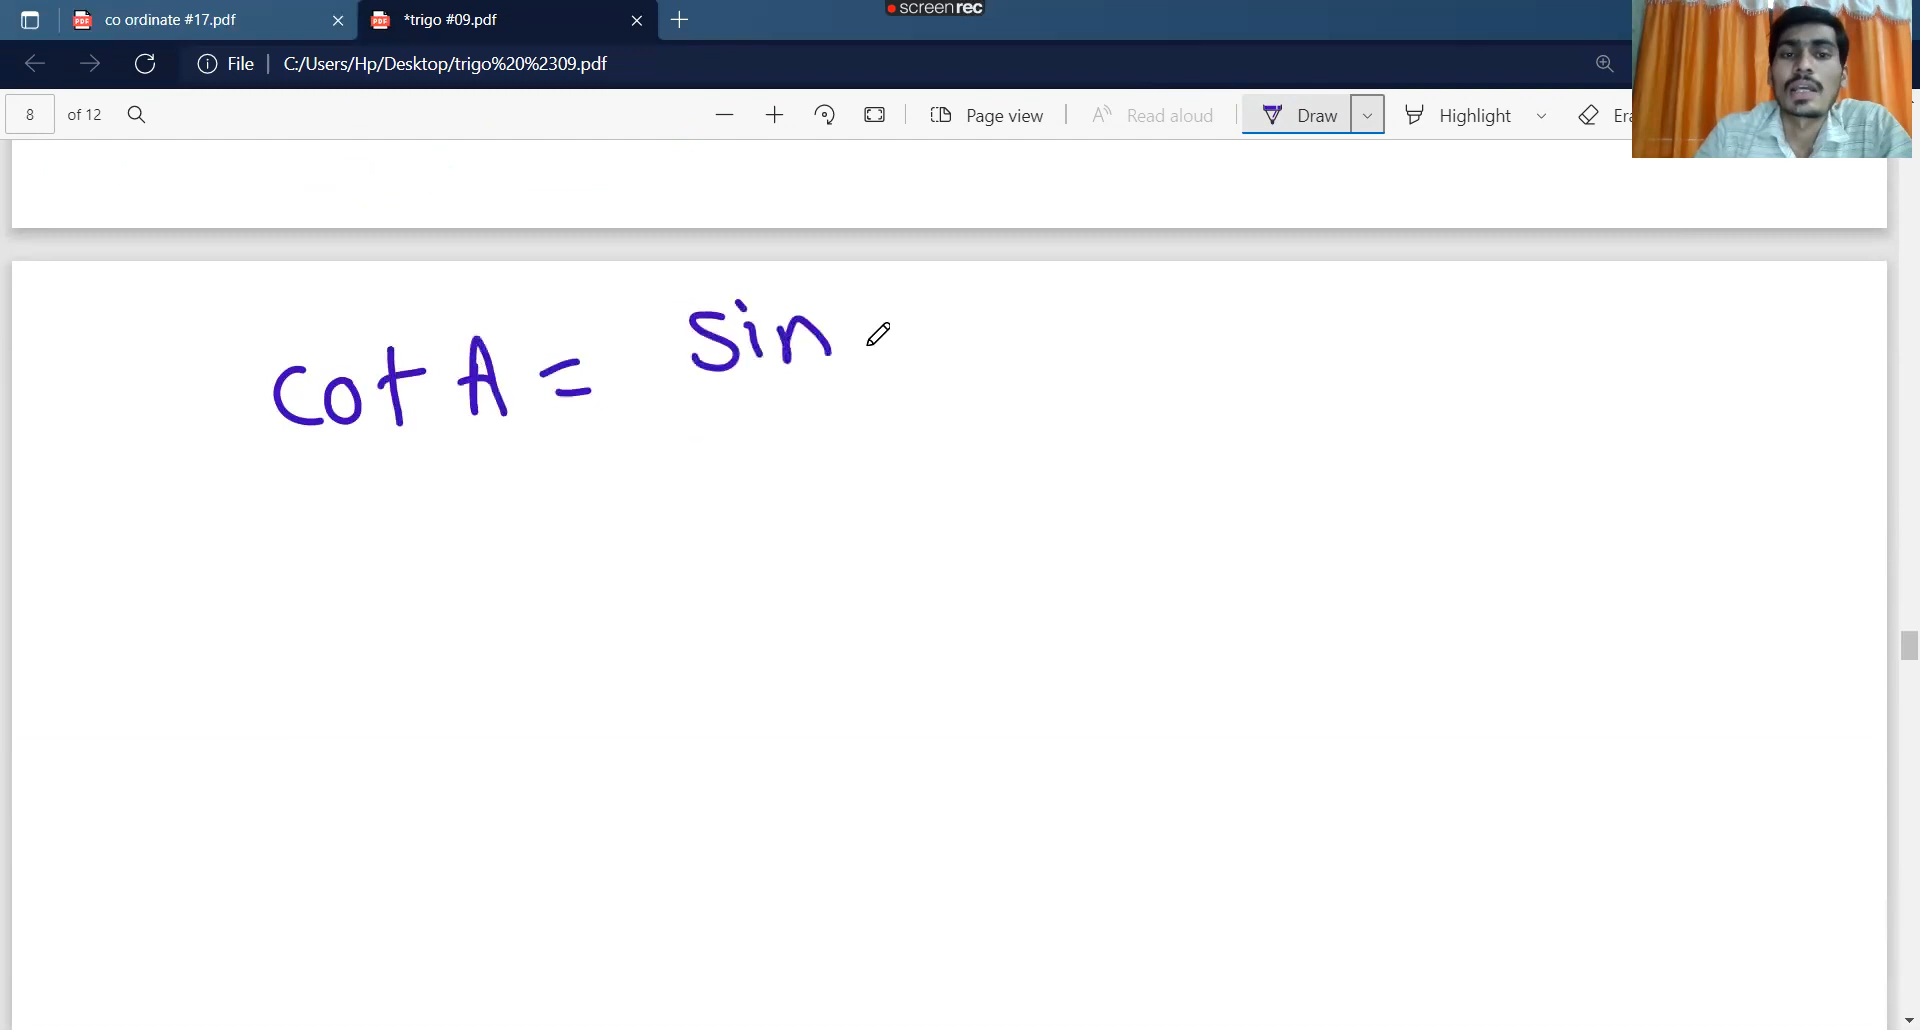 co ordinate #17.pdf
*trigo #09.pdf
screenrec
File
C:/Users/Hp/Desktop/trigo%20%2309.pdf
8 of 12
Page view
Read aloud
Draw
Highlight
Era
cot A = sin